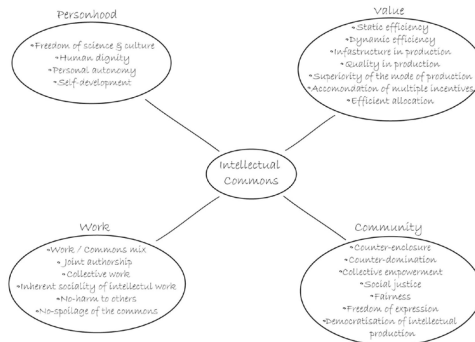 Personhood
•Freedom of science & culture
•Human dignity
•Personal autonomy
•Self-development
Value
•Static efficiency
•Dynamic efficiency
•Infastructure in production
•Quality in production
•Superiority of the mode of production
•Accomondation of multiple incentives
•Efficient allocation
Intellectual
Commons
Work
•Work / Commons mix
•Joint authorship
•Collective work
•Inherent sociality of intellectul work
•No-harm to others
•No-spoilage of the commons
Community
•Counter-enclosure
•Counter-domination
•Collective empowerment
•Social justice
•Fairness
•Freedom of expression
•Democratisation of intellectual
production